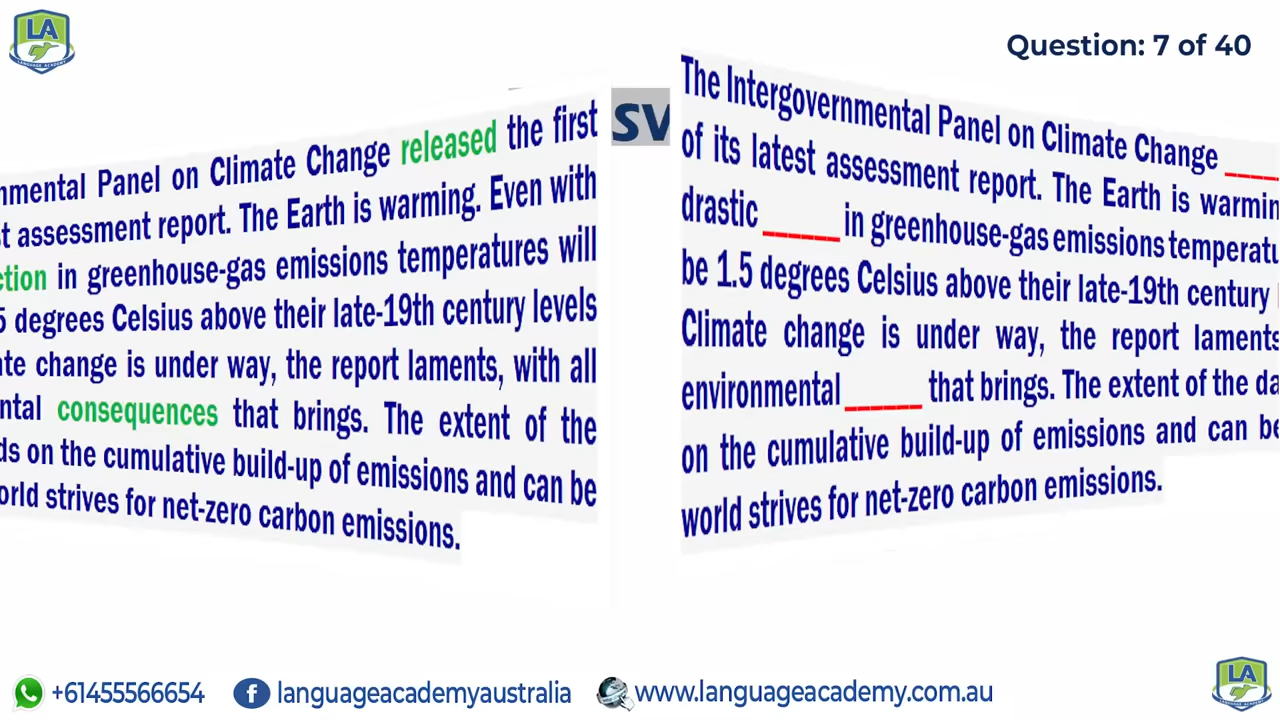 LA
LANGUAGE ACADEMY
Question: 7 of 40
nmental Panel on Climate Change released the first
t assessment report. The Earth is warming. Even with
ction in greenhouse-gas emissions temperatures will
5 degrees Celsius above their late-19th century levels
ate change is under way, the report laments, with all
ntal consequences that brings. The extent of the
ds on the cumulative build-up of emissions and can be
orld strives for net-zero carbon emissions.
SV
The Intergovernmental Panel on Climate Change _____
of its latest assessment report. The Earth is warmin
drastic ______ in greenhouse-gas emissions temperatu
be 1.5 degrees Celsius above their late-19th century
Climate change is under way, the report laments
environmental ______ that brings. The extent of the da
on the cumulative build-up of emissions and can be
world strives for net-zero carbon emissions.
+61455566654
languageacademyaustralia
www.languageacademy.com.au
LA